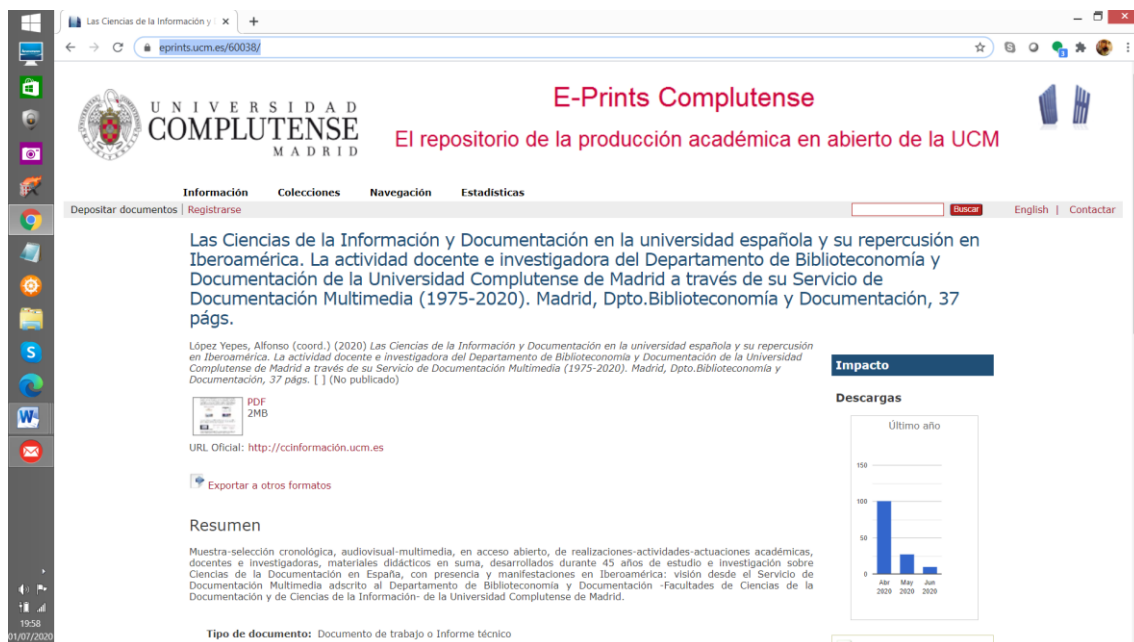 Las Ciencias de la Información y
eprints.ucm.es/60038/
UNIVERSIDAD
COMPLUTENSE
MADRID
E-Prints Complutense
El repositorio de la producción académica en abierto de la UCM
Información Colecciones Navegación Estadísticas
Depositar documentos | Registrarse Buscar English | Contactar
Las Ciencias de la Información y Documentación en la universidad española y su repercusión en
Iberoamérica. La actividad docente e investigadora del Departamento de Biblioteconomía y
Documentación de la Universidad Complutense de Madrid a través de su Servicio de
Documentación Multimedia (1975-2020). Madrid, Dpto.Biblioteconomía y Documentación, 37
págs.
López Yepes, Alfonso (coord.) (2020) Las Ciencias de la Información y Documentación en la universidad española y su repercusión
en Iberoamérica. La actividad docente e investigadora del Departamento de Biblioteconomía y Documentación de la Universidad
Complutense de Madrid a través de su Servicio de Documentación Multimedia (1975-2020). Madrid, Dpto.Biblioteconomía y
Documentación, 37 págs. [ ] (No publicado)
PDF
2MB
URL Oficial: http://ccinformación.ucm.es
Exportar a otros formatos
Resumen
Muestra-selección cronológica, audiovisual-multimedia, en acceso abierto, de realizaciones-actividades-actuaciones académicas,
docentes e investigadoras, materiales didácticos en suma, desarrollados durante 45 años de estudio e investigación sobre
Ciencias de la Documentación en España, con presencia y manifestaciones en Iberoamérica: visión desde el Servicio de
Documentación Multimedia adscrito al Departamento de Biblioteconomía y Documentación -Facultades de Ciencias de la
Documentación y de Ciencias de la Información- de la Universidad Complutense de Madrid.
Tipo de documento: Documento de trabajo o Informe técnico
Impacto
Descargas
Último año
150
100
50
0
Abr May Jun
2020 2020 2020
19:58
01/07/2020